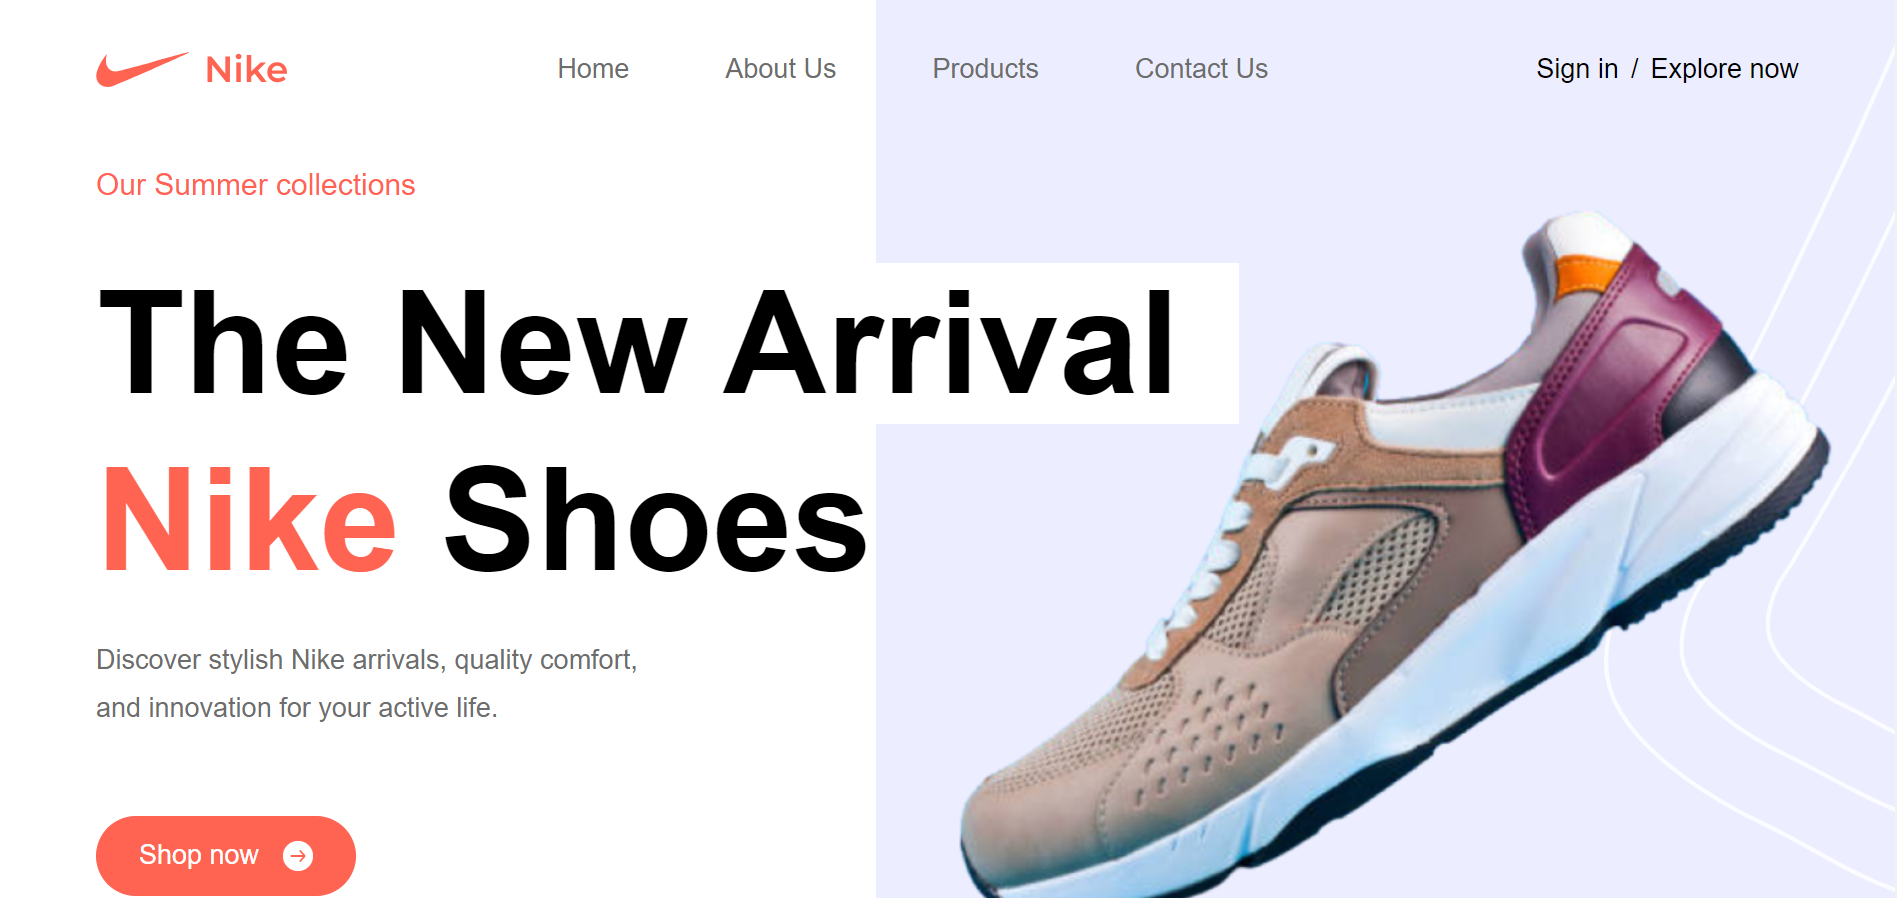 Nike
Home
About Us
Products
Contact Us
Sign in / Explore now
Our Summer collections
The New Arrival
Nike Shoes
Discover stylish Nike arrivals, quality comfort,
and innovation for your active life.
Shop now